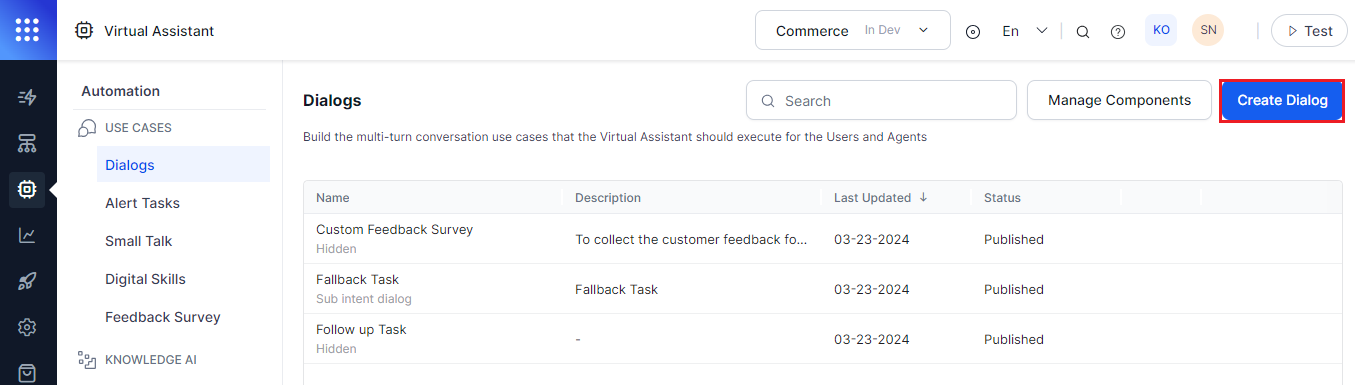 Virtual Assistant
Commerce In Dev
En
KO
SN
Test
Automation
USE CASES
Dialogs
Alert Tasks
Small Talk
Digital Skills
Feedback Survey
KNOWLEDGE AI
Dialogs
Search
Manage Components
Create Dialog
Build the multi-turn conversation use cases that the Virtual Assistant should execute for the Users and Agents
Name Description Last Updated ↓ Status
Custom Feedback Survey
Hidden
To collect the customer feedback fo...
03-23-2024
Published
Fallback Task
Sub intent dialog
Fallback Task
03-23-2024
Published
Follow up Task
Hidden
-
03-23-2024
Published